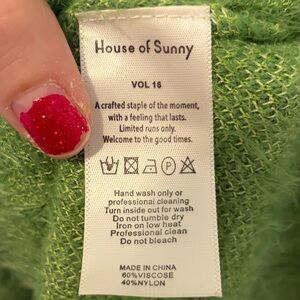 House of Sunny
VOL 16
A crafted staple of the moment,
with a feeling that lasts.
Limited runs only.
Welcome to the good times.
Hand wash only or
professional cleaning
Turn inside out for wash
Do not tumble dry
Iron on low heat
Professional clean
Do not bleach
MADE IN CHINA
60%VISCOSE
40%NYLON